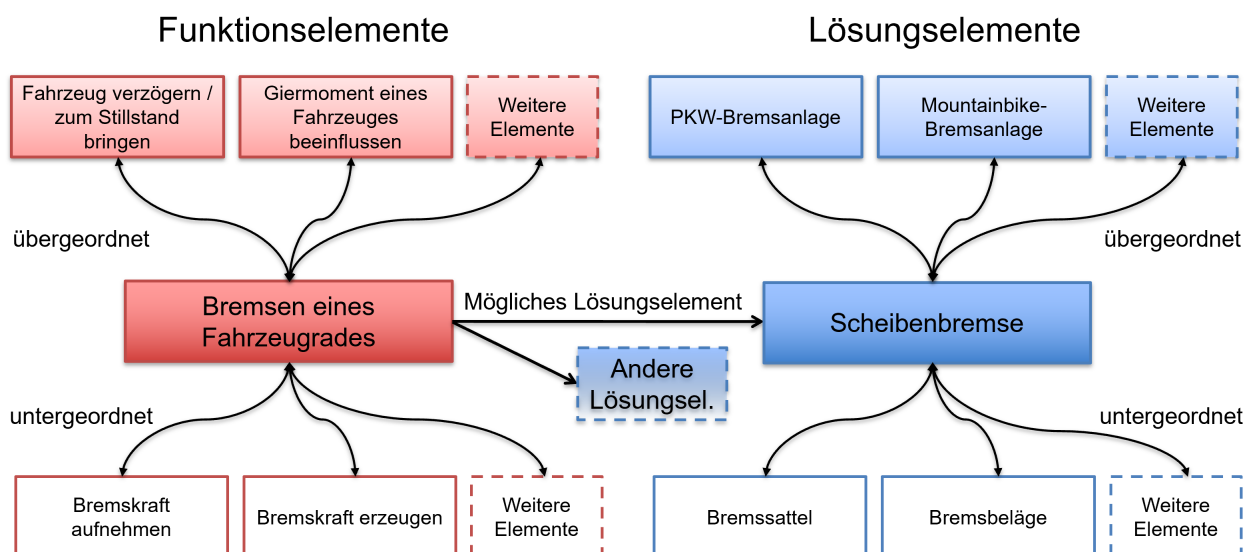 Funktionselemente
Lösungselemente
Fahrzeug verzögern /
zum Stillstand
bringen
Giermoment eines
Fahrzeuges
beeinflussen
Weitere
Elemente
PKW-Bremsanlage
Mountainbike-
Bremsanlage
Weitere
Elemente
übergeordnet
übergeordnet
Bremsen eines
Fahrzeugrades
Mögliches Lösungselement
Scheibenbremse
Andere
Lösungsel.
untergeordnet
untergeordnet
Bremskraft
aufnehmen
Bremskraft erzeugen
Weitere
Elemente
Bremssattel
Bremsbeläge
Weitere
Elemente